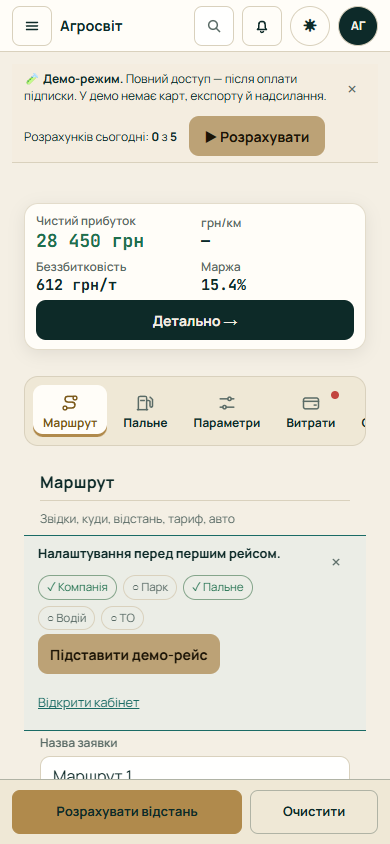 Агросвіт
АГ
Демо-режим. Повний доступ — після оплати
підписки. У демо немає карт, експорту й надсилання.
×
Розрахунків сьогодні: 0 з 5
▶ Розрахувати
Чистий прибуток
грн/км
28 450 грн
—
Беззбитковість
Маржа
612 грн/т
15.4%
Детально →
Маршрут
Пальне
Параметри
Витрати
Маршрут
Звідки, куди, відстань, тариф, авто
Налаштування перед першим рейсом.
×
✓ Компанія
○ Парк
✓ Пальне
○ Водій
○ ТО
Підставити демо-рейс
Відкрити кабінет
Назва заявки
Маршрут 1
Розрахувати відстань
Очистити